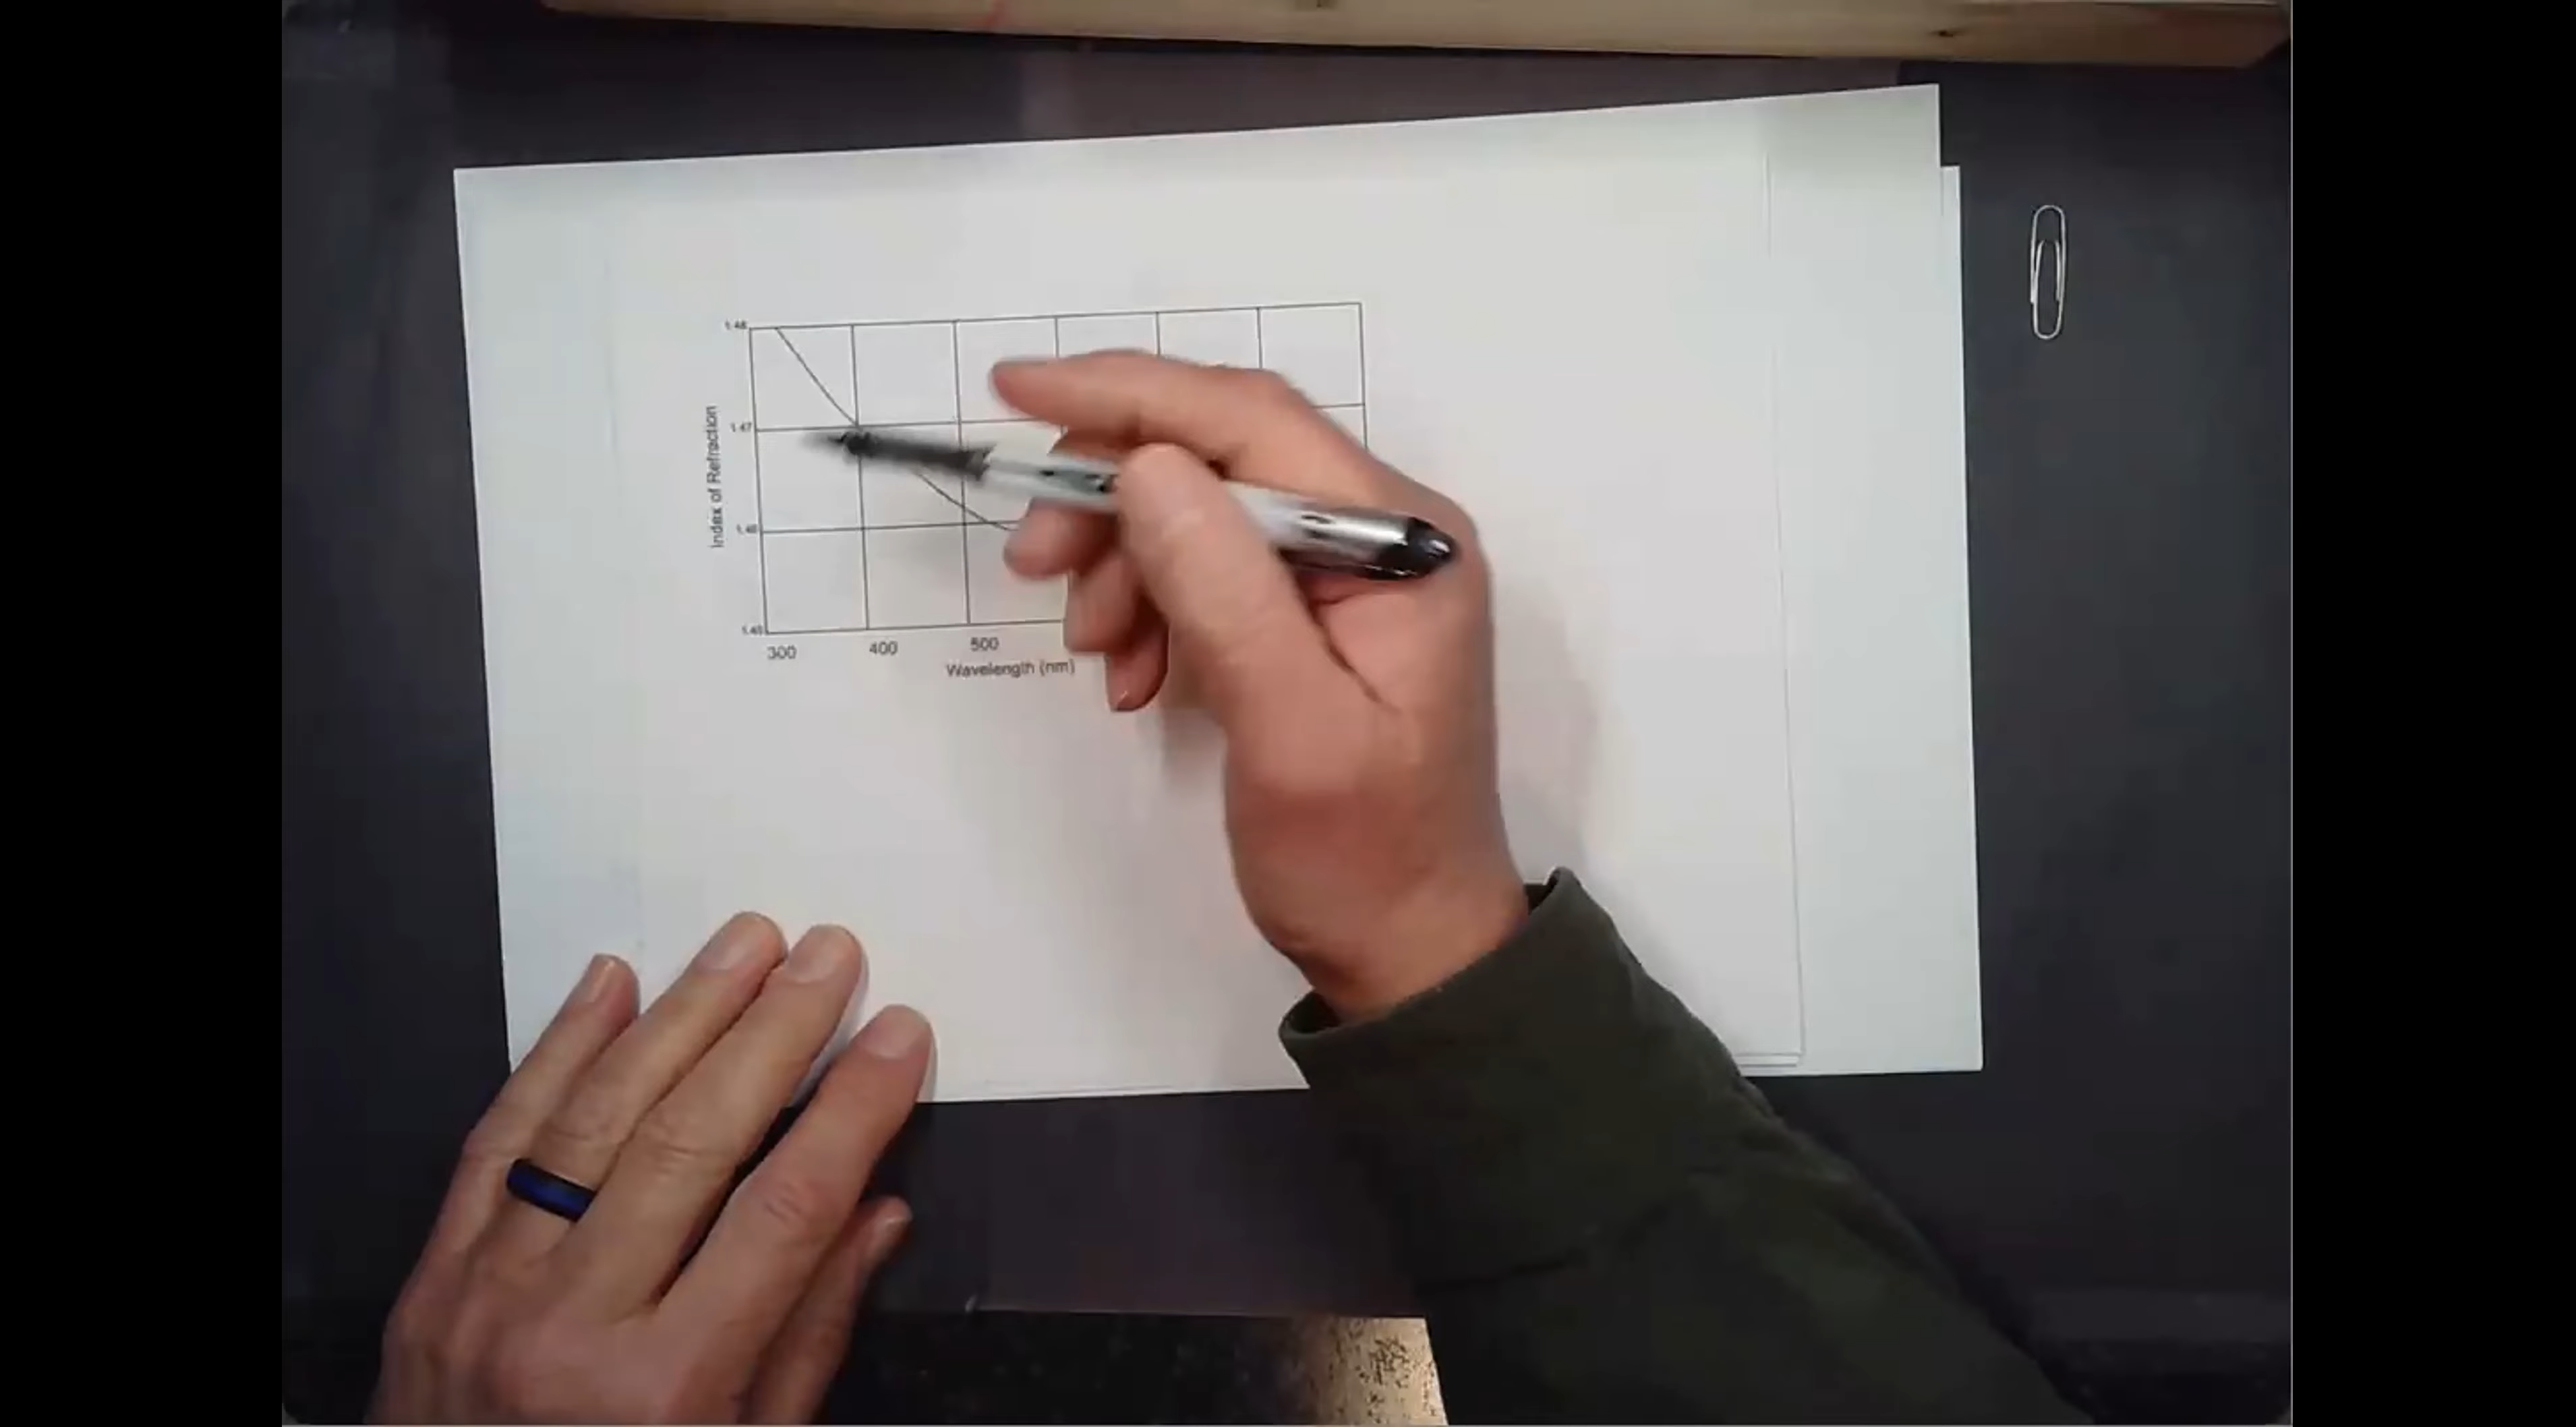 1.48
1.47
Index of Refraction
1.46
1.45
300 400 500
Wavelength (nm)